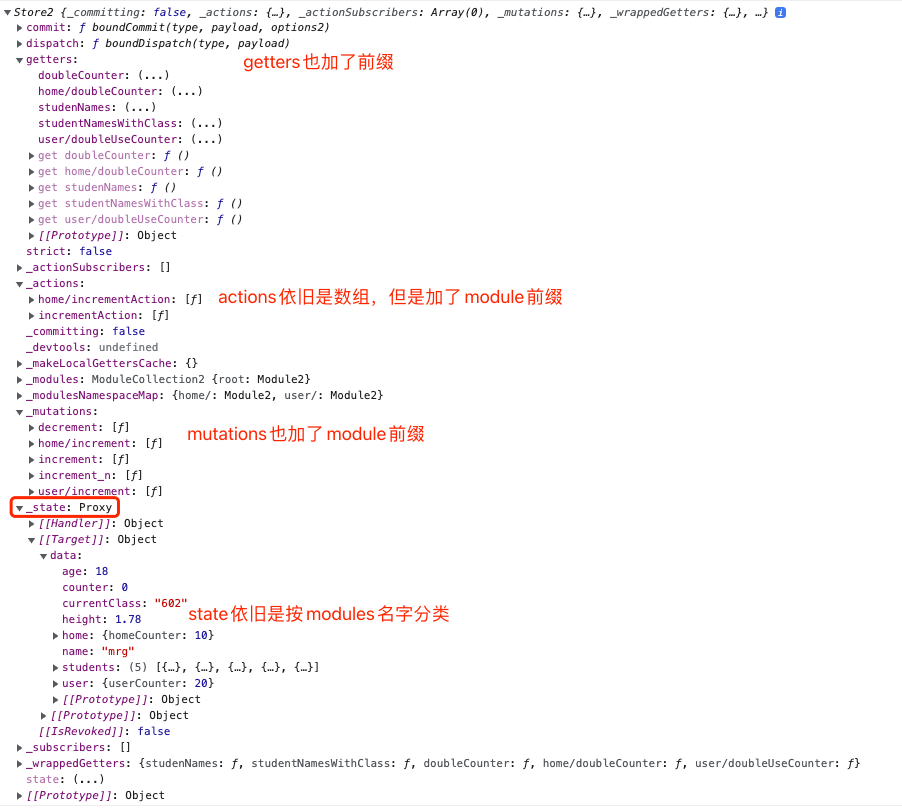 Store2 {_committing: false, _actions: {…}, _actionSubscribers: Array(0), _mutations: {…}, _wrappedGetters: {…}, …} i
commit: ƒ boundCommit(type, payload, options2)
dispatch: ƒ boundDispatch(type, payload)
getters: getters也加了前缀
doubleCounter: (...)
home/doubleCounter: (...)
studenNames: (...)
studentNamesWithClass: (...)
user/doubleUseCounter: (...)
get doubleCounter: ƒ ()
get home/doubleCounter: ƒ ()
get studenNames: ƒ ()
get studentNamesWithClass: ƒ ()
get user/doubleUseCounter: ƒ ()
[[Prototype]]: Object
strict: false
_actionSubscribers: []
_actions:
home/incrementAction: [ƒ] actions依旧是数组，但是加了module前缀
incrementAction: [ƒ]
_committing: false
_devtools: undefined
_makeLocalGettersCache: {}
_modules: ModuleCollection2 {root: Module2}
_modulesNamespaceMap: {home/: Module2, user/: Module2}
_mutations:
decrement: [ƒ] mutations也加了module前缀
home/increment: [ƒ]
increment: [ƒ]
increment_n: [ƒ]
user/increment: [ƒ]
_state: Proxy
[[Handler]]: Object
[[Target]]: Object
data:
age: 18
counter: 0
currentClass: "602" state依旧是按modules名字分类
height: 1.78
home: {homeCounter: 10}
name: "mrg"
students: (5) [{…}, {…}, {…}, {…}, {…}]
user: {userCounter: 20}
[[Prototype]]: Object
[[Prototype]]: Object
[[IsRevoked]]: false
_subscribers: []
_wrappedGetters: {studenNames: ƒ, studentNamesWithClass: ƒ, doubleCounter: ƒ, home/doubleCounter: ƒ, user/doubleUseCounter: ƒ}
state: (...)
[[Prototype]]: Object